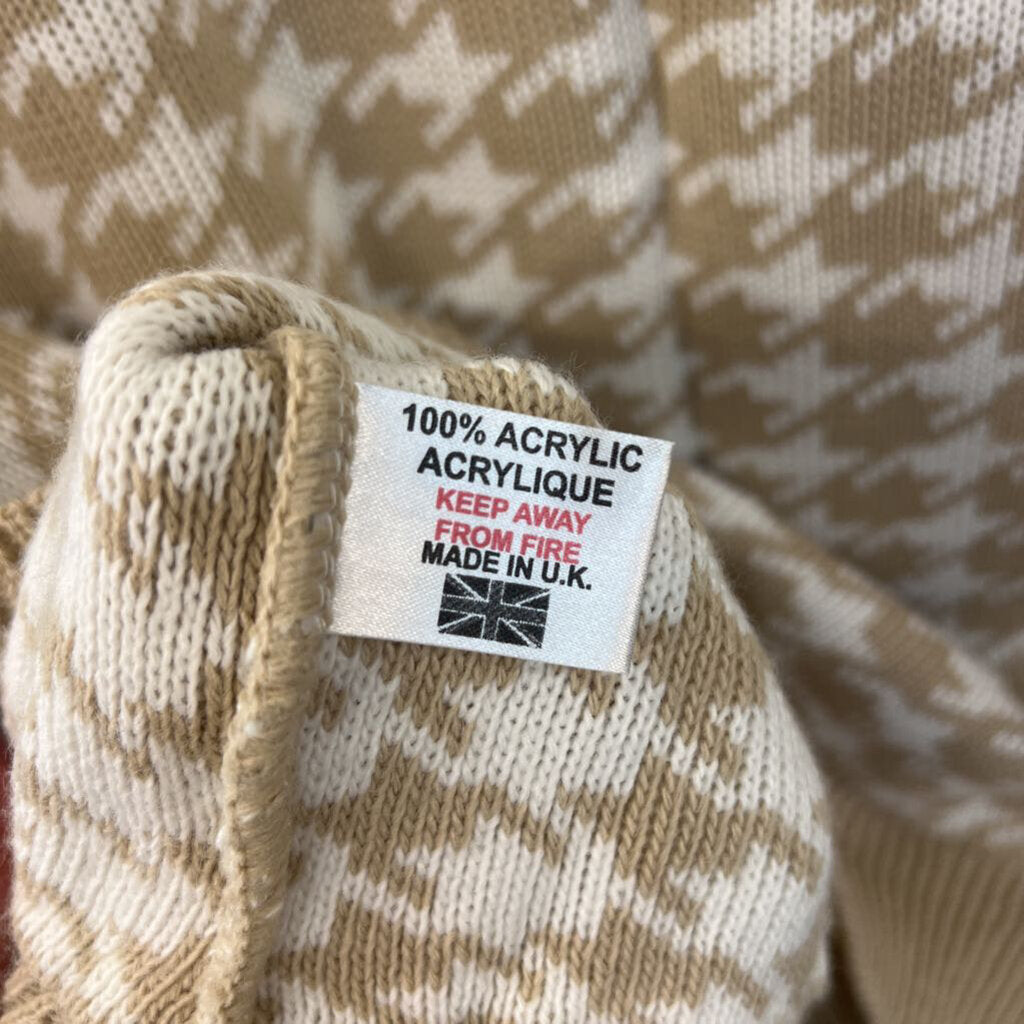 100% ACRYLIC
ACRYLIQUE
KEEP AWAY
FROM FIRE
MADE IN U.K.